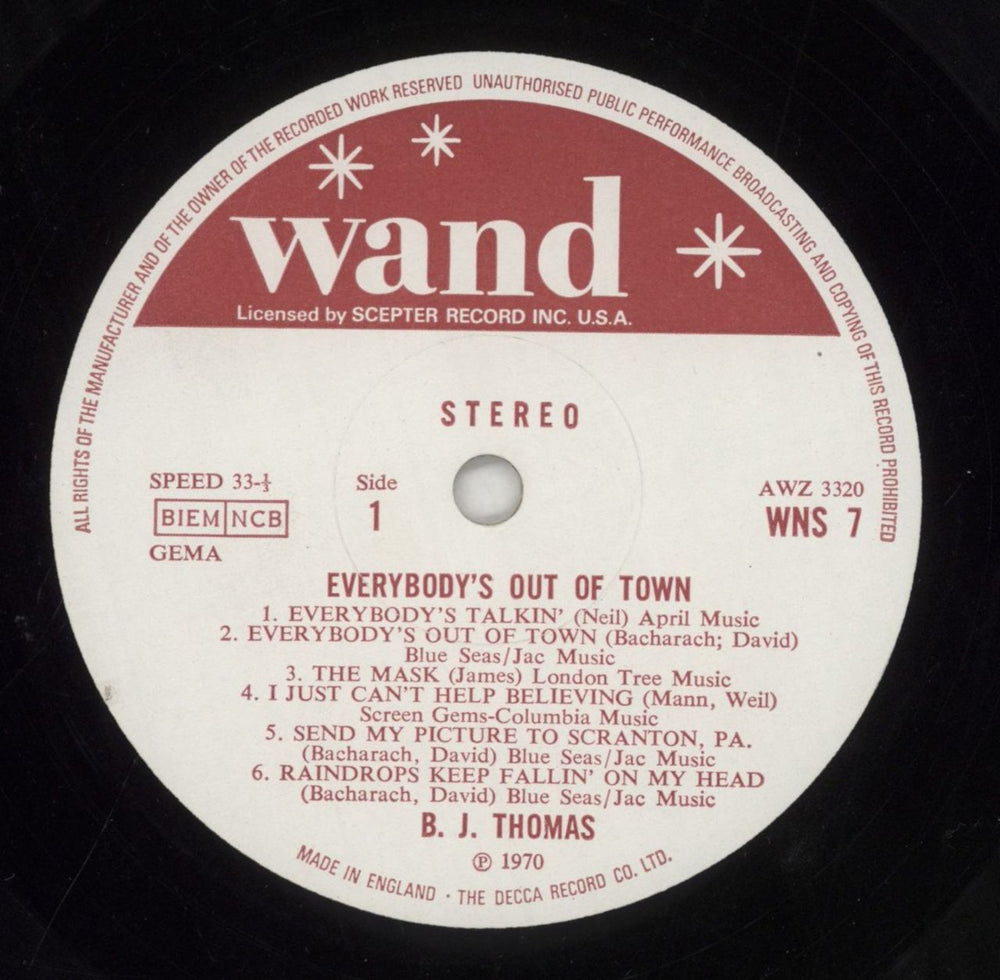 ALL RIGHTS OF THE MANUFACTURER AND OF THE OWNER OF THE RECORDED WORK RESERVED UNAUTHORISED PUBLIC PERFORMANCE BROADCASTING AND COPYING OF THIS RECORD PROHIBITED
wand
Licensed by SCEPTER RECORD INC. U.S.A.
STEREO
SPEED 33-⅓
BIEM NCB
GEMA
Side
1
AWZ 3320
WNS 7
EVERYBODY'S OUT OF TOWN
1. EVERYBODY'S TALKIN' (Neil) April Music
2. EVERYBODY'S OUT OF TOWN (Bacharach; David)
Blue Seas/Jac Music
3. THE MASK (James) London Tree Music
4. I JUST CAN'T HELP BELIEVING (Mann, Weil)
Screen Gems-Columbia Music
5. SEND MY PICTURE TO SCRANTON, PA.
(Bacharach, David) Blue Seas/Jac Music
6. RAINDROPS KEEP FALLIN' ON MY HEAD
(Bacharach, David) Blue Seas/Jac Music
B. J. THOMAS
℗ 1970
MADE IN ENGLAND · THE DECCA RECORD CO. LTD.